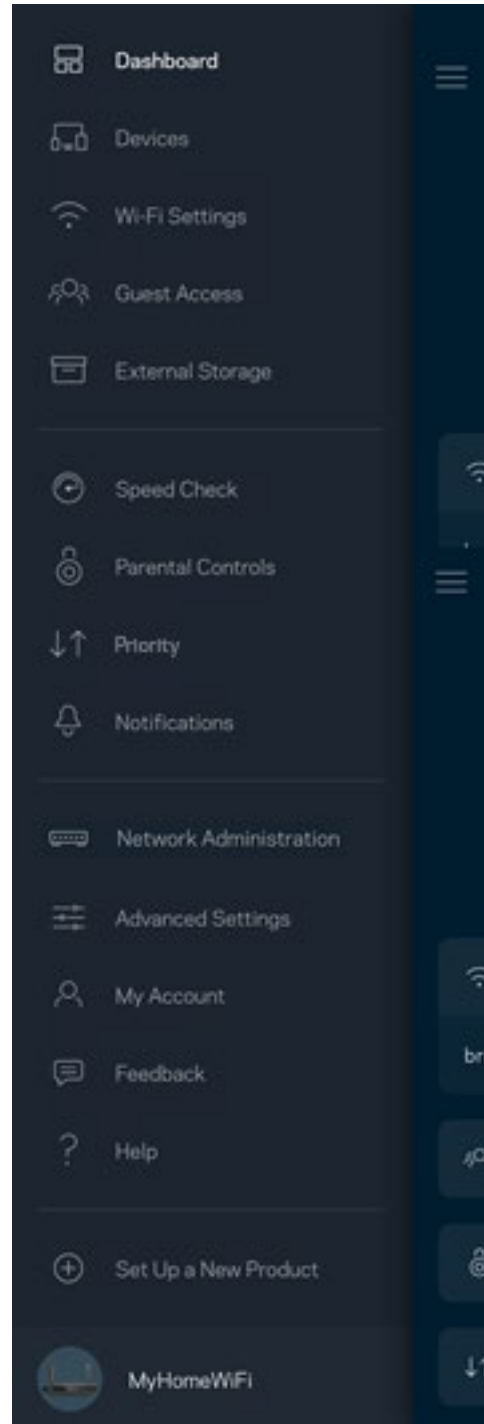 Dashboard
Devices
Wi-Fi Settings
Guest Access
External Storage
Speed Check
Parental Controls
Priority
Notifications
Network Administration
Advanced Settings
My Account
Feedback
Help
Set Up a New Product
MyHomeWiFi
br